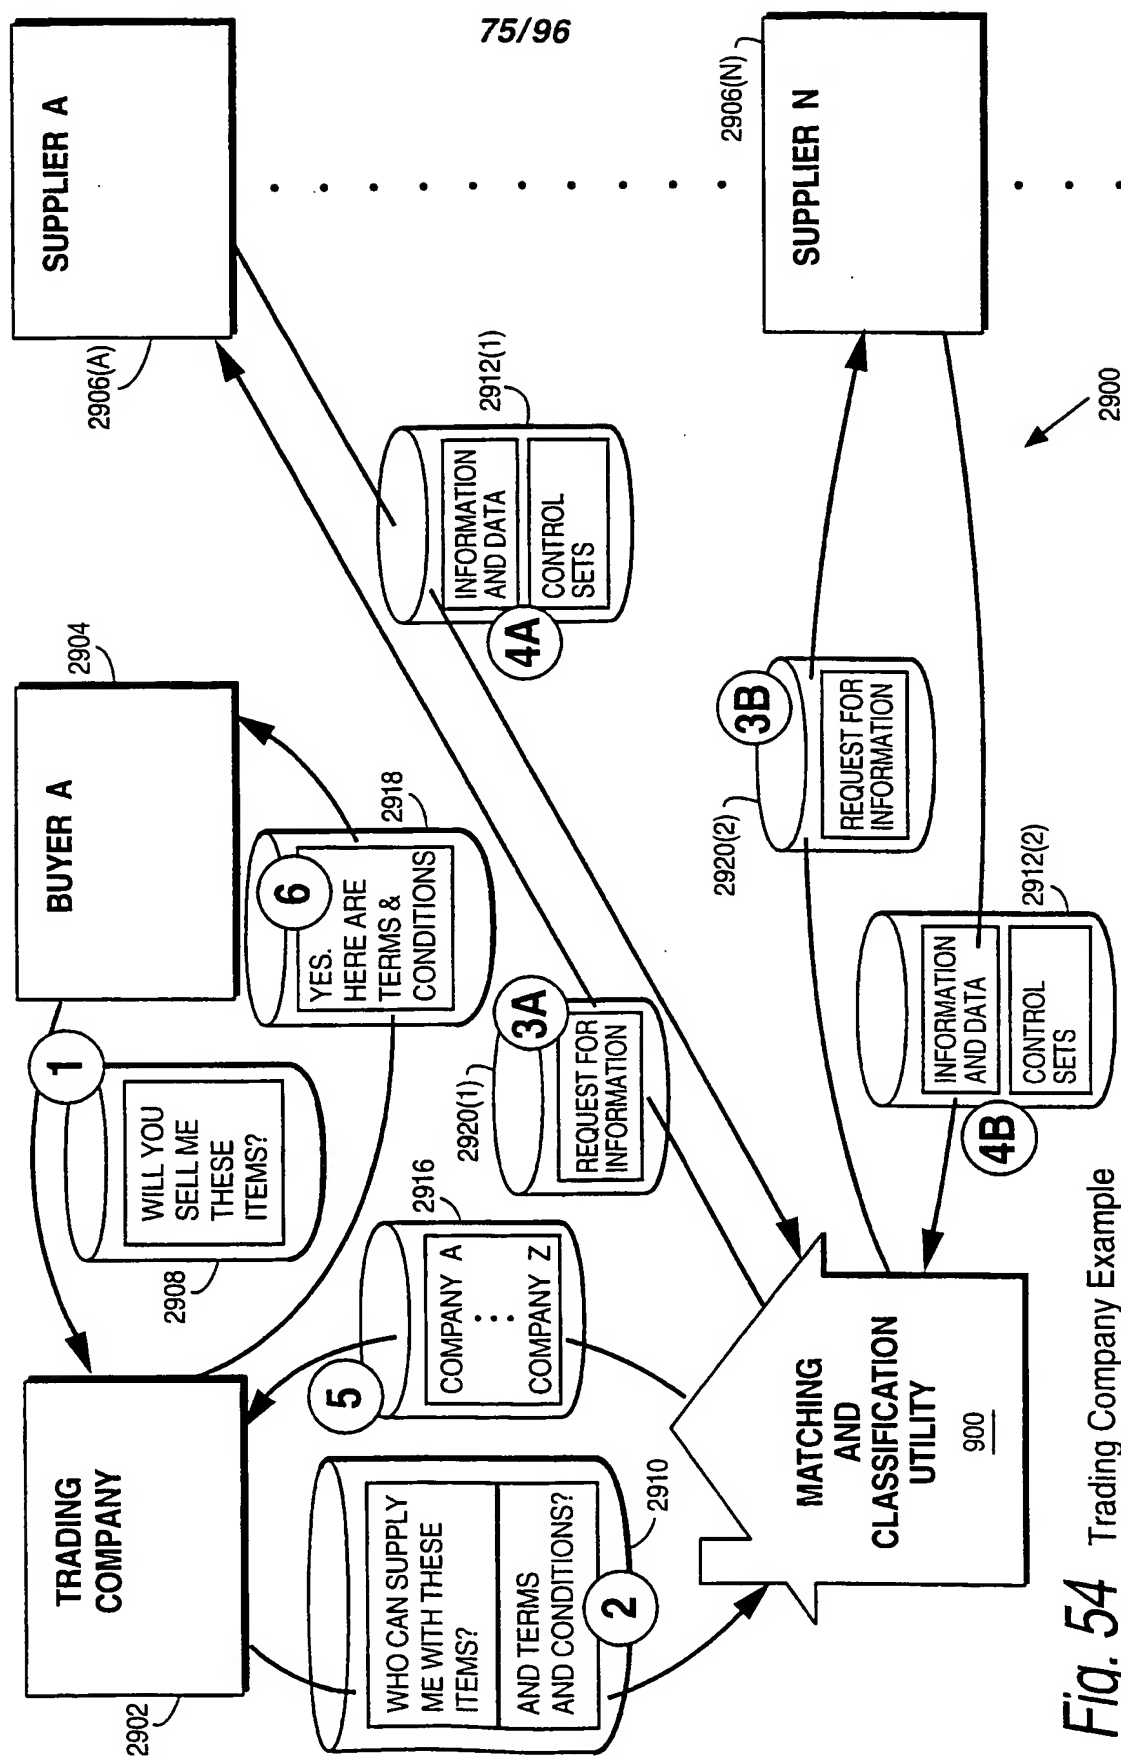 75/96
SUPPLIER A
2906(A)
SUPPLIER N
2906(N)
BUYER A
2904
TRADING
COMPANY
2902
1
WILL YOU
SELL ME
THESE
ITEMS?
2908
6
YES.
HERE ARE
TERMS &
CONDITIONS
2918
5
COMPANY A
⋮
COMPANY Z
2916
WHO CAN SUPPLY
ME WITH THESE
ITEMS?
AND TERMS
AND CONDITIONS?
2
2910
3A
REQUEST FOR
INFORMATION
2920(1)
4A
INFORMATION
AND DATA
CONTROL
SETS
2912(1)
3B
REQUEST FOR
INFORMATION
2920(2)
4B
INFORMATION
AND DATA
CONTROL
SETS
2912(2)
MATCHING
AND
CLASSIFICATION
UTILITY
900
2900
Fig. 54 Trading Company Example